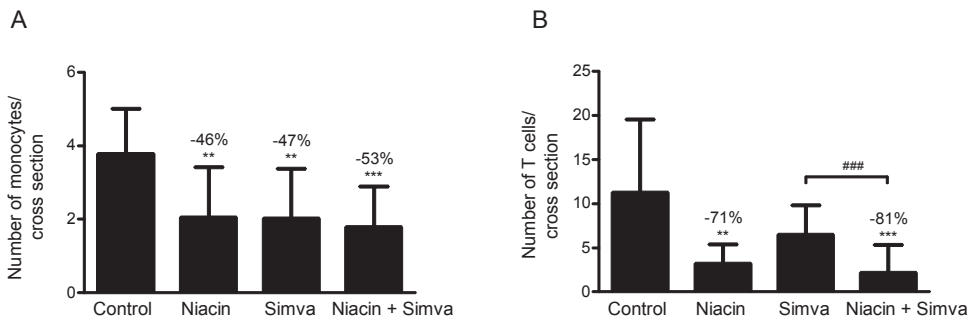 A
Number of monocytes/
cross section
6
4
2
0
-46%
**
-47%
**
-53%
***
Control Niacin Simva Niacin + Simva
B
Number of T cells/
cross section
25
20
15
10
5
0
-71%
**
###
-81%
***
Control Niacin Simva Niacin + Simva